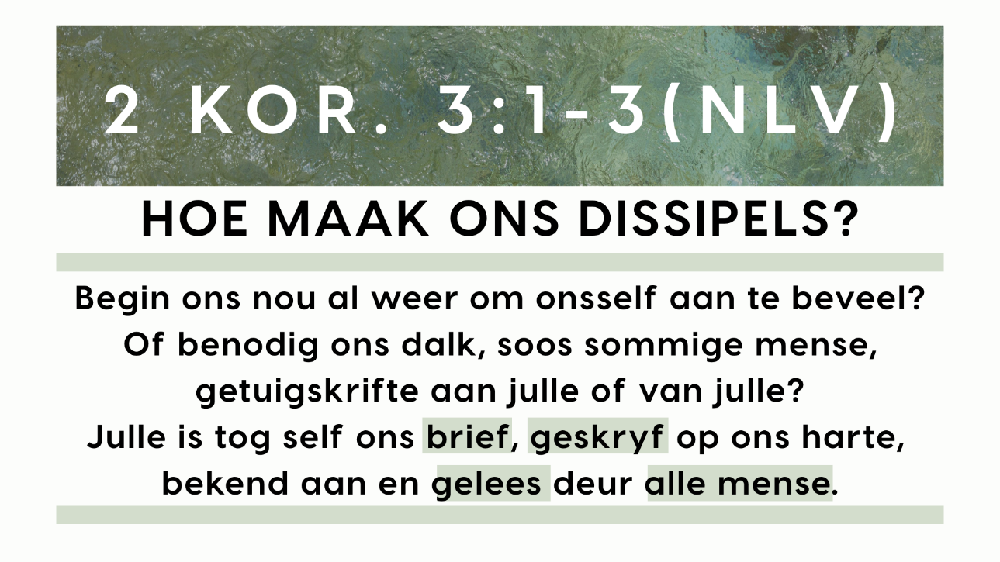 2 KOR. 3:1-3(NLV)
HOE MAAK ONS DISSIPELS?
Begin ons nou al weer om onsself aan te beveel?
Of benodig ons dalk, soos sommige mense,
getuigskrifte aan julle of van julle?
Julle is tog self ons brief, geskryf op ons harte,
bekend aan en gelees deur alle mense.